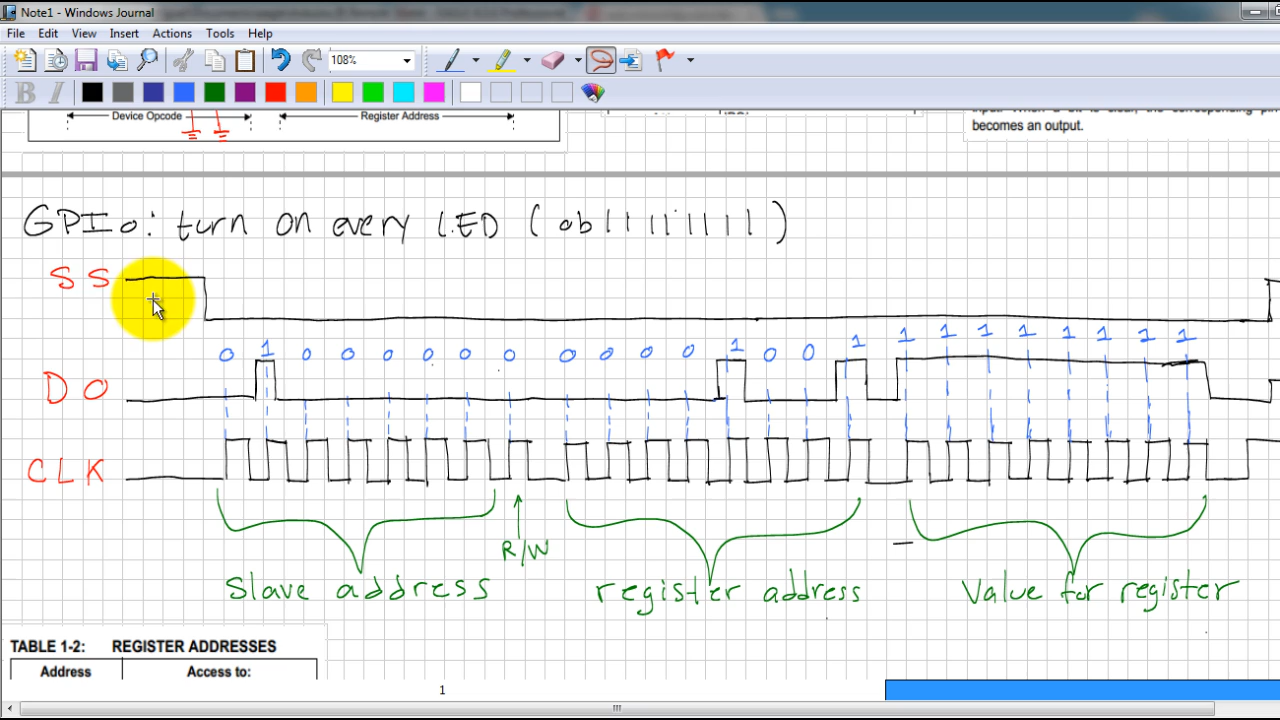 Note1 - Windows Journal
File Edit View Insert Actions Tools Help
108%
B I
Device Opcode Register Address
becomes an output.
GPIo: turn on every LED (0b11111111)
SS
0 1 0 0 0 0 0 0 0 0 0 0 1 0 0 1 1 1 1 1 1 1 1 1
DO
CLK
R/W
Slave address register address Value for register
TABLE 1-2: REGISTER ADDRESSES
Address Access to:
1